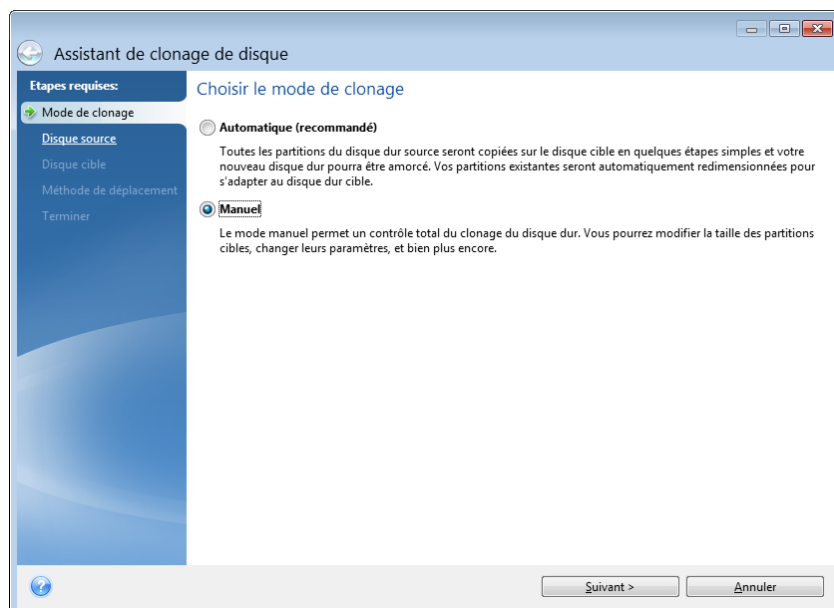 Assistant de clonage de disque
Etapes requises:
Mode de clonage
Disque source
Disque cible
Méthode de déplacement
Terminer
Choisir le mode de clonage
Automatique (recommandé)
Toutes les partitions du disque dur source seront copiées sur le disque cible en quelques étapes simples et votre
nouveau disque dur pourra être amorcé. Vos partitions existantes seront automatiquement redimensionnées pour
s'adapter au disque dur cible.
Manuel
Le mode manuel permet un contrôle total du clonage du disque dur. Vous pourrez modifier la taille des partitions
cibles, changer leurs paramètres, et bien plus encore.
?
Suivant >
Annuler